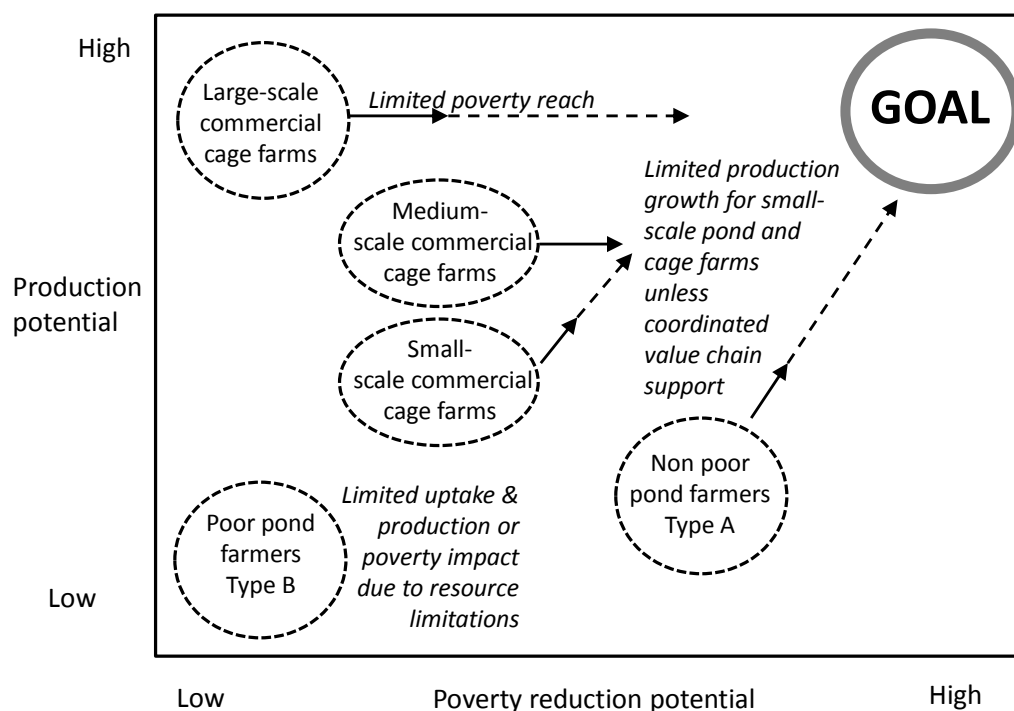 High
Large-scale
commercial
cage farms
Limited poverty reach
GOAL
Limited production
growth for small-
scale pond and
cage farms
unless
coordinated
value chain
support
Medium-
scale commercial
cage farms
Production
potential
Small-
scale commercial
cage farms
Non poor
pond farmers
Type A
Poor pond
farmers
Type B
Limited uptake &
production or
poverty impact
due to resource
limitations
Low
Low
Poverty reduction potential
High